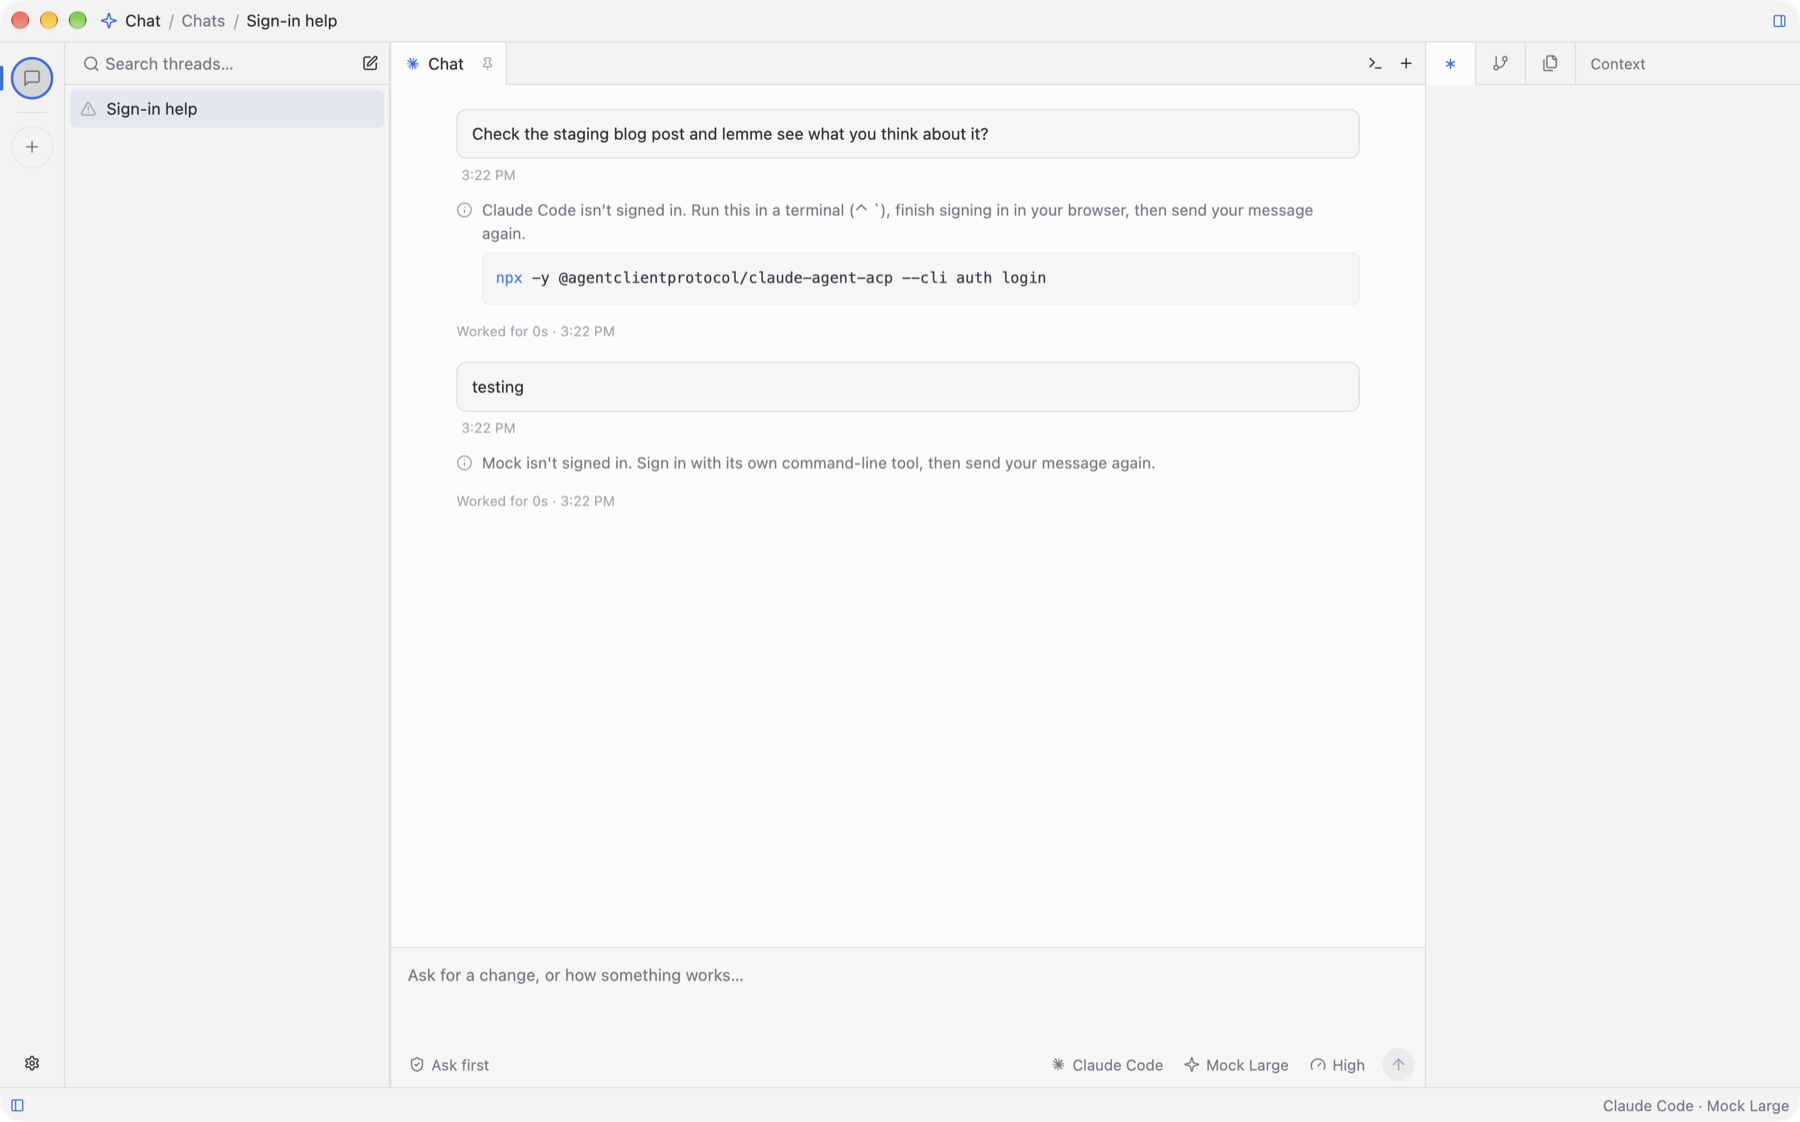 Chat / Chats / Sign-in help
Search threads...
Sign-in help
Chat
Context
Check the staging blog post and lemme see what you think about it?
3:22 PM
Claude Code isn't signed in. Run this in a terminal (^ `), finish signing in in your browser, then send your message
again.
npx -y @agentclientprotocol/claude-agent-acp --cli auth login
Worked for 0s · 3:22 PM
testing
3:22 PM
Mock isn't signed in. Sign in with its own command-line tool, then send your message again.
Worked for 0s · 3:22 PM
Ask for a change, or how something works...
Ask first
Claude Code
Mock Large
High
Claude Code · Mock Large